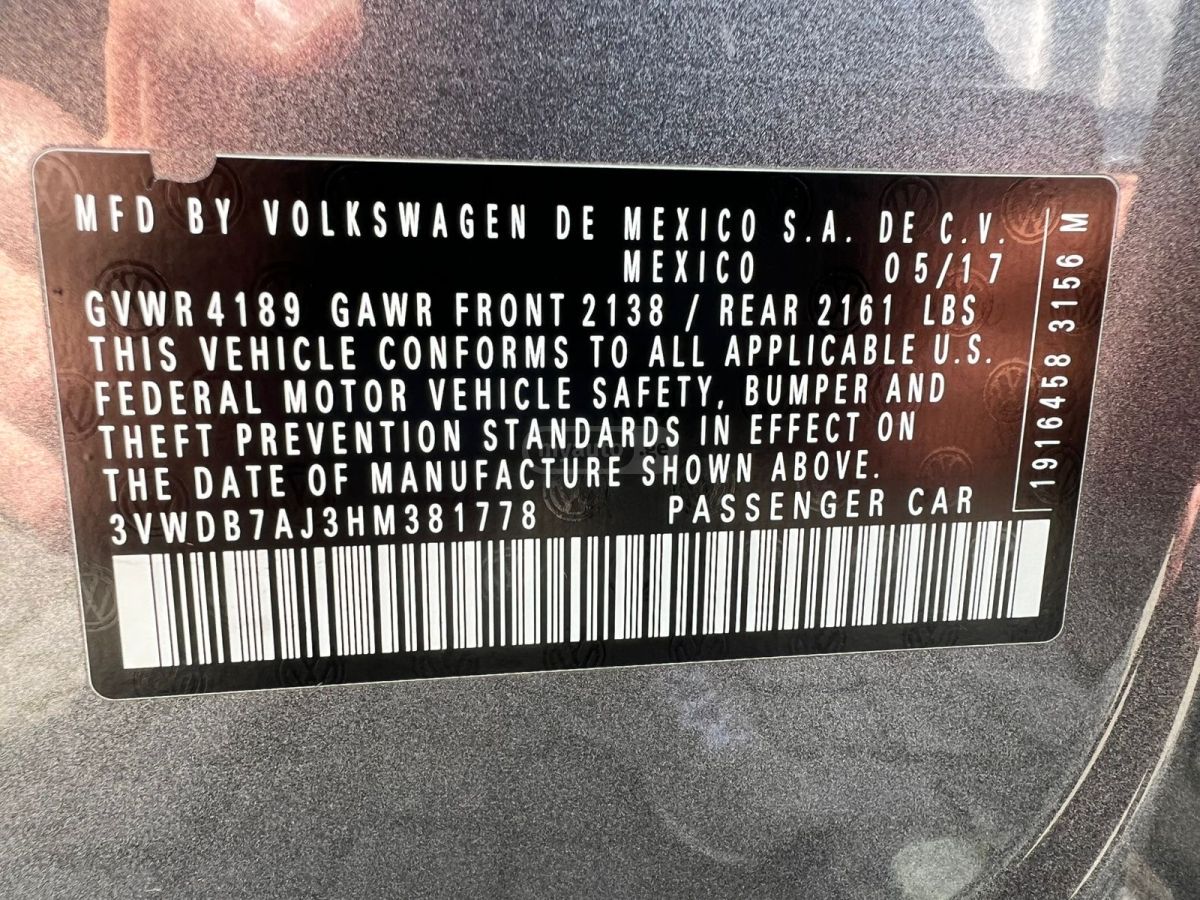 MFD BY VOLKSWAGEN DE MEXICO S.A. DE C.V.
MEXICO 05/17
GVWR 4189 GAWR FRONT 2138 / REAR 2161 LBS
THIS VEHICLE CONFORMS TO ALL APPLICABLE U.S.
FEDERAL MOTOR VEHICLE SAFETY, BUMPER AND
THEFT PREVENTION STANDARDS IN EFFECT ON
THE DATE OF MANUFACTURE SHOWN ABOVE.
3VWDB7AJ3HM381778 PASSENGER CAR
1916458 3156 M